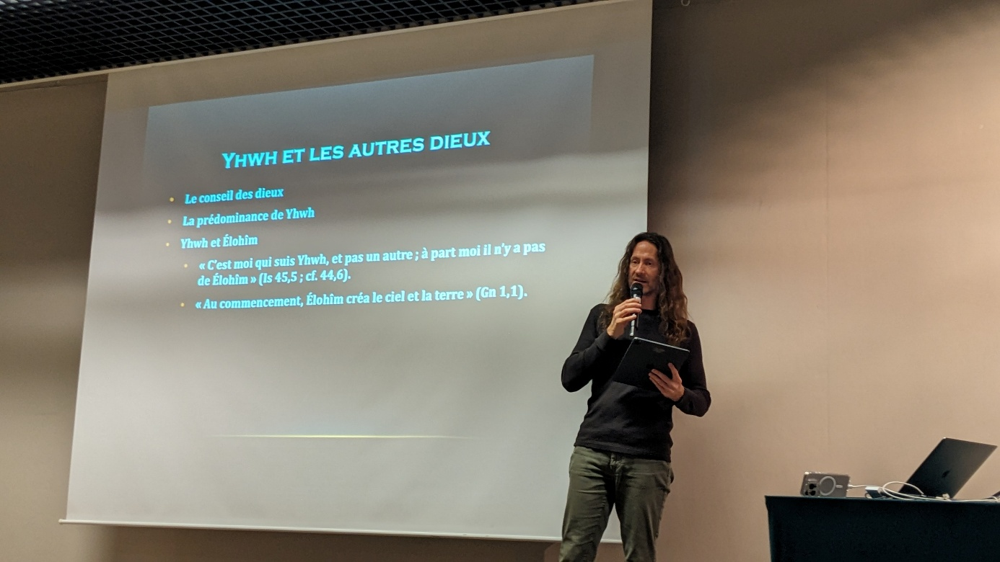 YHWH ET LES AUTRES DIEUX
• Le conseil des dieux
• La prédominance de Yhwh
• Yhwh et Élohîm
• « C’est moi qui suis Yhwh, et pas un autre ; à part moi il n’y a pas
de Élohîm » (Is 45,5 ; cf. 44,6).
• « Au commencement, Élohîm créa le ciel et la terre » (Gn 1,1).